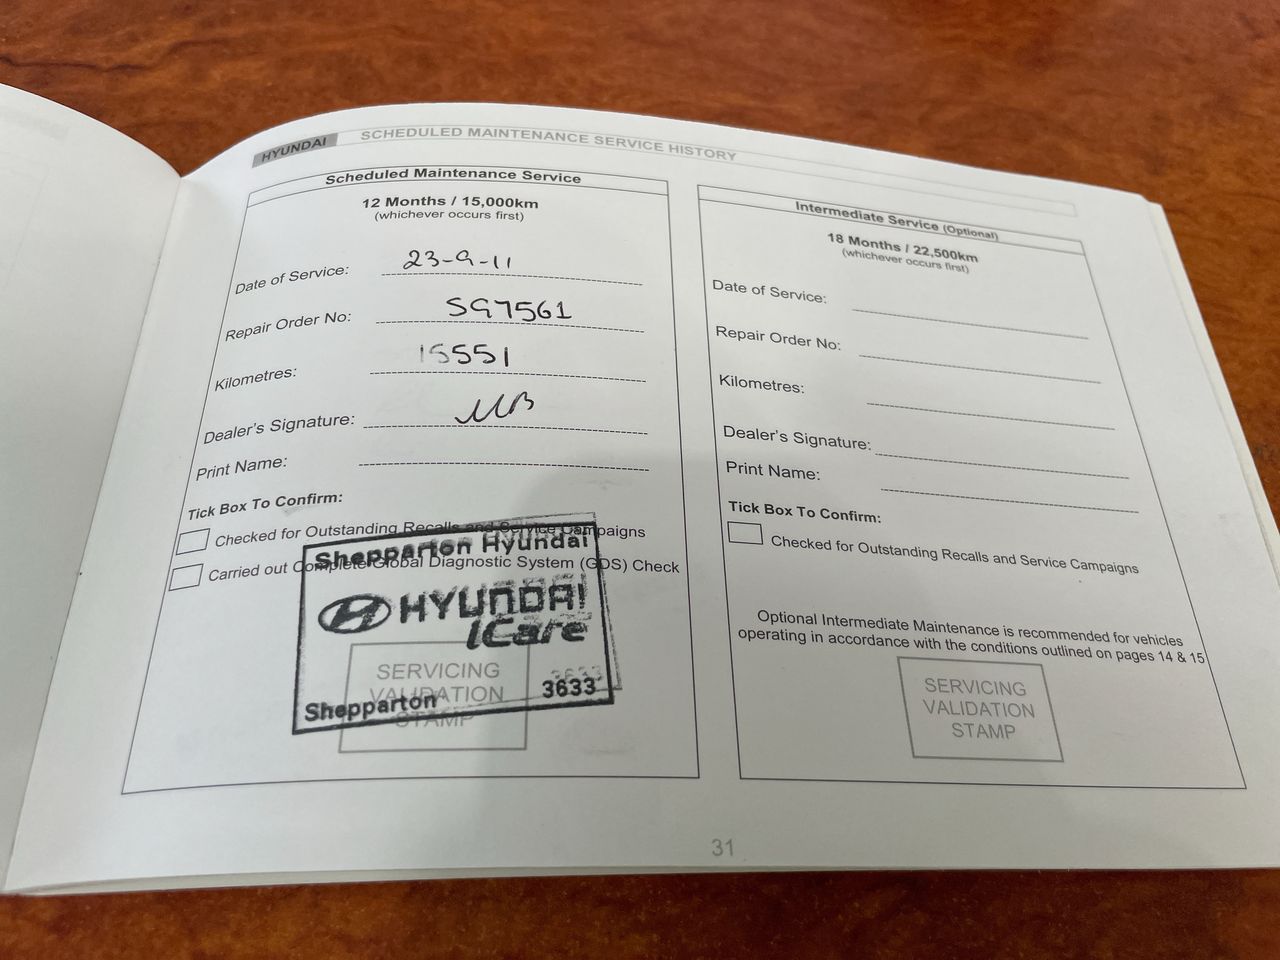 HYUNDAI SCHEDULED MAINTENANCE SERVICE HISTORY
Scheduled Maintenance Service
12 Months / 15,000km
(whichever occurs first)
Date of Service: 23-9-11
Repair Order No: SG7561
Kilometres: 15551
Dealer's Signature:
Print Name:
Tick Box To Confirm:
Checked for Outstanding Recalls and Service Campaigns
Carried out Complete Global Diagnostic System (GDS) Check
Shepparton Hyundai
HYUNDAI
iCare
Shepparton 3633
SERVICING
VALIDATION
STAMP
Intermediate Service (Optional)
18 Months / 22,500km
(whichever occurs first)
Date of Service:
Repair Order No:
Kilometres:
Dealer's Signature:
Print Name:
Tick Box To Confirm:
Checked for Outstanding Recalls and Service Campaigns
Optional Intermediate Maintenance is recommended for vehicles
operating in accordance with the conditions outlined on pages 14 & 15
SERVICING
VALIDATION
STAMP
31